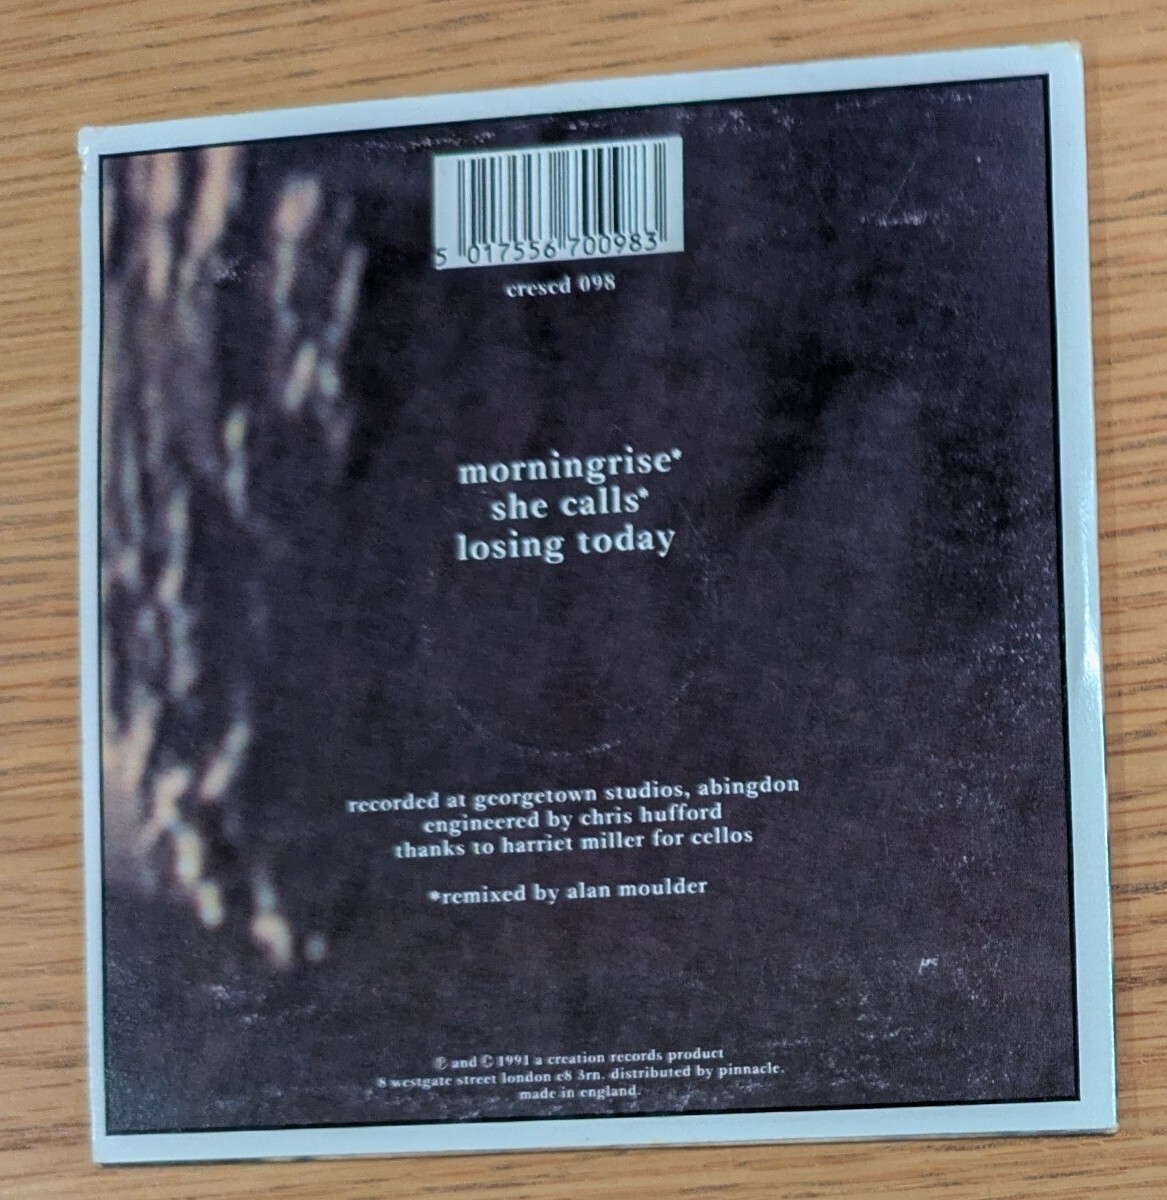 5 017556 700983
crescd 098
morningrise*
she calls*
losing today
recorded at georgetown studios, abingdon
engineered by chris hufford
thanks to harriet miller for cellos
*remixed by alan moulder
℗ and © 1991 a creation records product
8 westgate street london e8 3rn. distributed by pinnacle.
made in england.